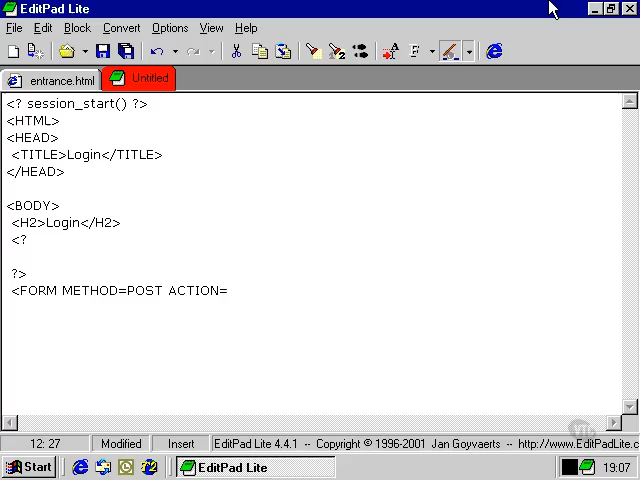 EditPad Lite
File Edit Block Convert Options View Help
entrance.html Untitled
<? session_start() ?>
<HTML>
<HEAD>
<TITLE>Login</TITLE>
</HEAD>
<BODY>
<H2>Login</H2>
<?
?>
<FORM METHOD=POST ACTION=
12: 27 Modified Insert EditPad Lite 4.4.1 -- Copyright © 1996-2001 Jan Goyvaerts -- http://www.EditPadLite.c
Start EditPad Lite 19:07